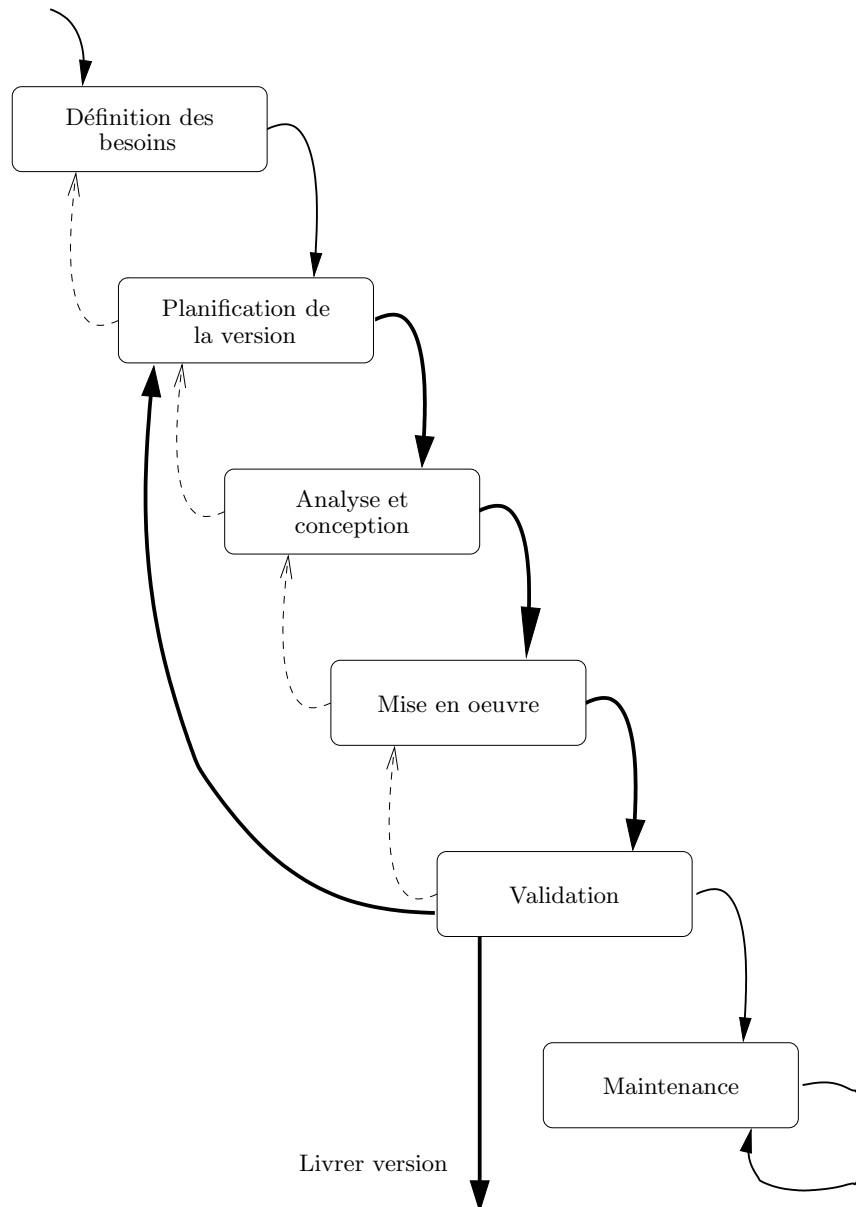 Définition des
besoins
Planification de
la version
Analyse et
conception
Mise en oeuvre
Validation
Maintenance
Livrer version